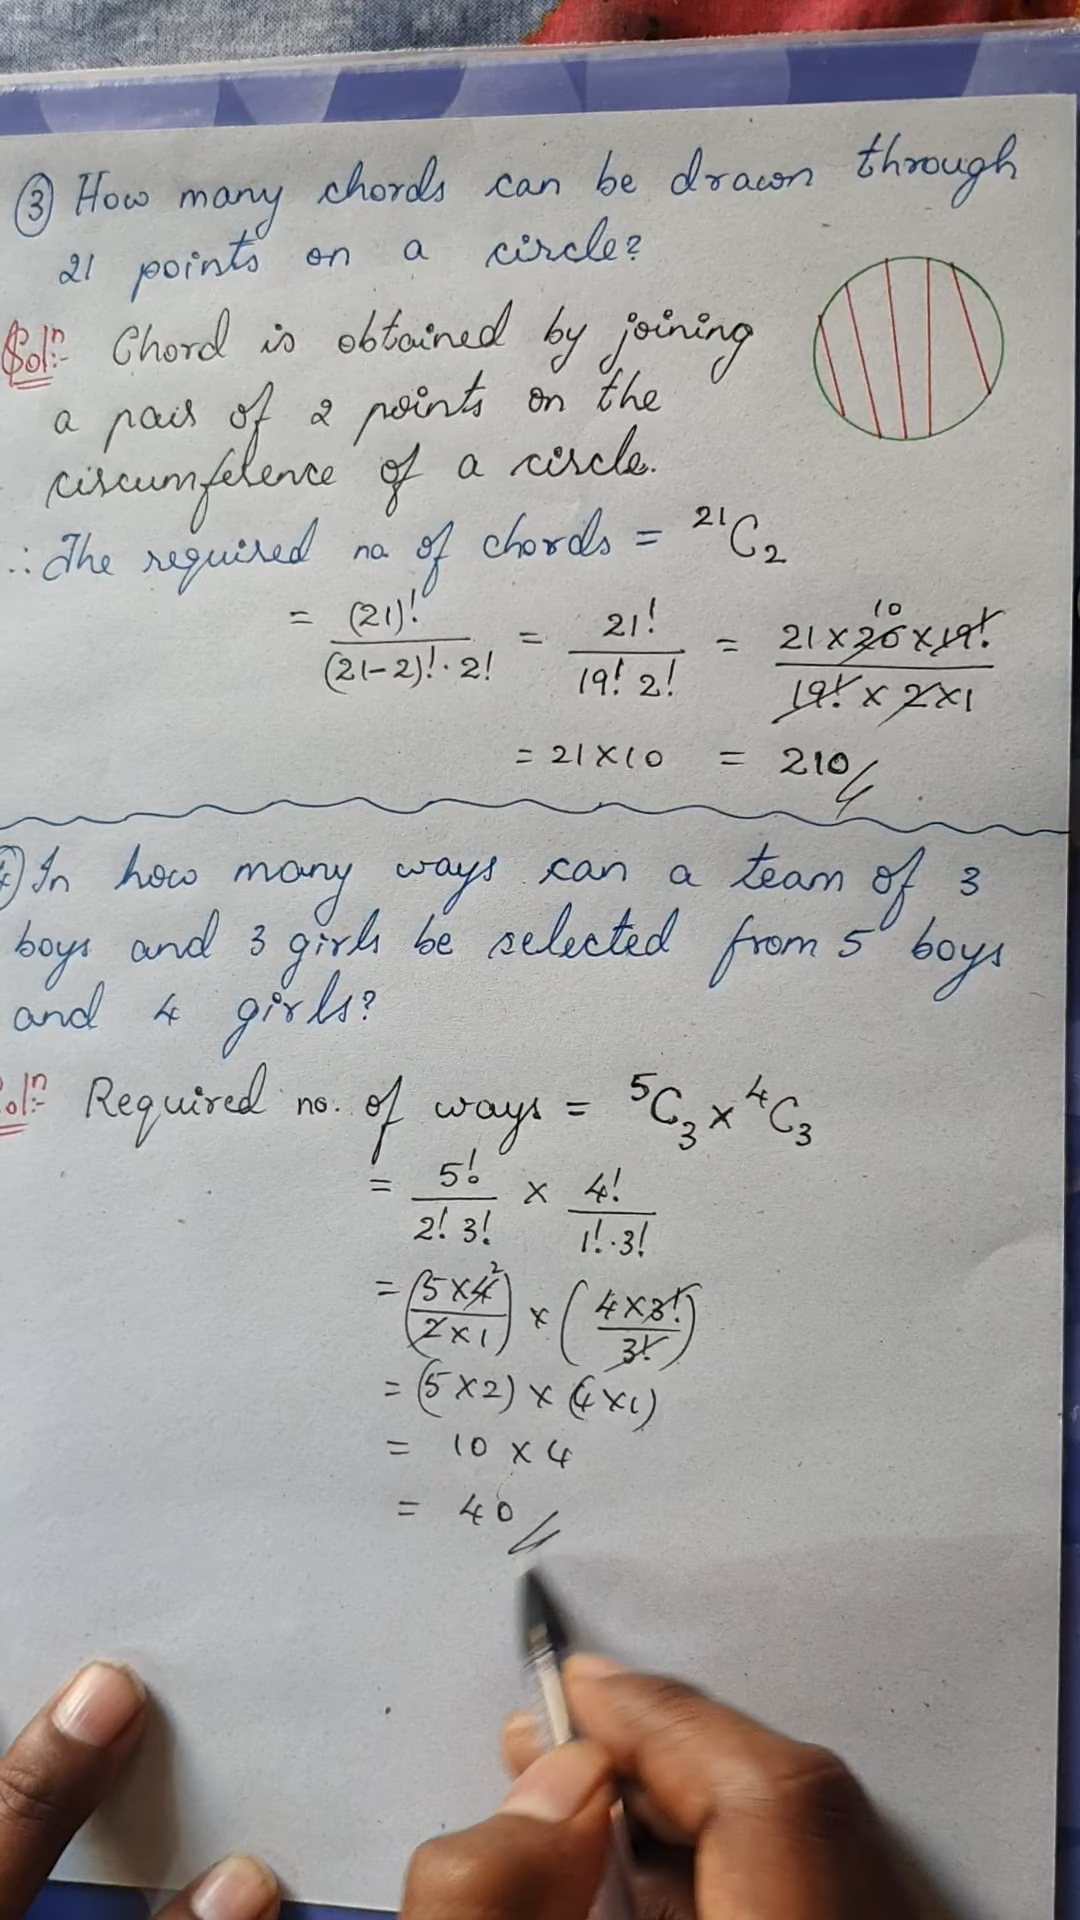 ③ How many chords can be drawn through
21 points on a circle?
Solⁿ:- Chord is obtained by joining
a pair of 2 points on the
circumference of a circle.
∴ The required no. of chords = ²¹C₂
= (21)! / (21-2)!·2! = 21! / 19! 2! = 21 × 20 × 19! / 19! × 2 × 1
10
= 21 × 10 = 210
In how many ways can a team of 3
boys and 3 girls be selected from 5 boys
and 4 girls?
olⁿ:- Required no. of ways = ⁵C₃ × ⁴C₃
= 5! / 2! 3! × 4! / 1!·3!
= (5 × 4² / 2 × 1) × (4 × 3! / 3!)
= (5 × 2) × (4 × 1)
= 10 × 4
= 40